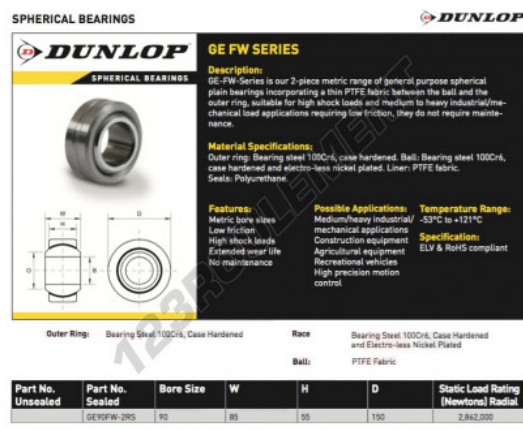 SPHERICAL BEARINGS
DUNLOP
DUNLOP
SPHERICAL BEARINGS
GE FW SERIES
Description:
GE-FW-Series is our 2-piece metric range of general purpose spherical
plain bearings incorporating a thin PTFE fabric between the ball and the
outer ring, suitable for high shock loads and medium to heavy industrial/me-
chanical load applications requiring low friction, they do not require mainte-
nance.
Material Specifications:
Outer ring: Bearing steel 100Cr6, case hardened. Ball: Bearing steel 100Cr6,
case hardened and electro-less nickel plated. Liner: PTFE fabric.
Seals: Polyurethane.
Features:
Metric bore sizes
Low friction
High shock loads
Extended wear life
No maintenance
Possible Applications:
Medium/heavy industrial/
mechanical applications
Construction equipment
Agricultural equipment
Recreational vehicles
High precision motion
control
Temperature Range:
-53°C to +121°C
Specification:
ELV & RoHS compliant
W
H
D
O
B
Outer Ring: Bearing Steel 100Cr6, Case Hardened
Race Bearing Steel 100Cr6, Case Hardened
and Electro-less Nickel Plated
Ball: PTFE Fabric
123ROULEMENT
Part No. Unsealed Part No. Sealed Bore Size W H D Static Load Rating (Newtons) Radial
GE90FW-2RS 90 85 55 150 2,862,000